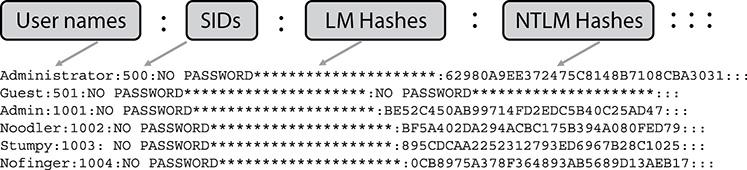 User names : SIDs : LM Hashes : NTLM Hashes : : :
Administrator:500:NO PASSWORD*********************:62980A9EE372475C8148B7108CBA3031:::
Guest:501:NO PASSWORD*********************:NO PASSWORD*********************:::
Admin:1001:NO PASSWORD*********************:BE52C450AB99714FD2EDC5B40C25AD47:::
Noodler:1002:NO PASSWORD*********************:BF5A402DA294ACBC175B394A080FED79:::
Stumpy:1003: NO PASSWORD*********************:895CDCAA2252312793ED6967B28C1025:::
Nofinger:1004:NO PASSWORD*********************:0CB8975A378F364893AB5689D13AEB17:::